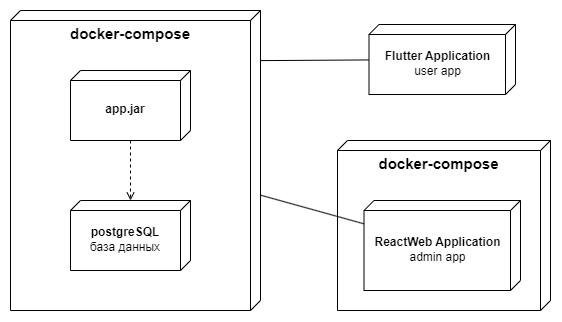 docker-compose
app.jar
postgreSQL
база данных
Flutter Application
user app
docker-compose
ReactWeb Application
admin app